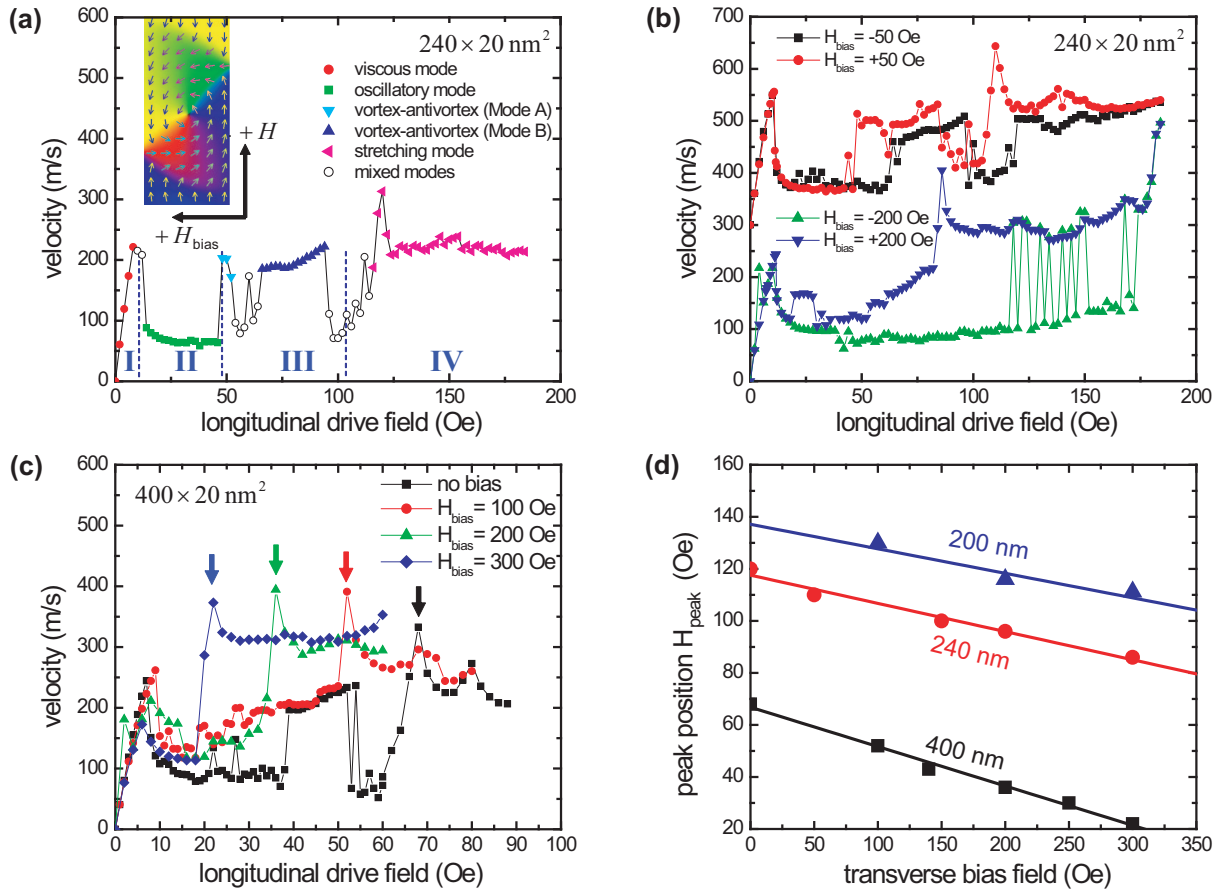 (a)
240 × 20 nm²
viscous mode
oscillatory mode
vortex-antivortex (Mode A)
vortex-antivortex (Mode B)
stretching mode
mixed modes
+ H
+ H_bias
I II III IV
600
500
400
300
200
100
0
velocity (m/s)
0 50 100 150 200
longitudinal drive field (Oe)
(b)
240 × 20 nm²
H_bias = -50 Oe
H_bias = +50 Oe
H_bias = -200 Oe
H_bias = +200 Oe
700
600
500
400
300
200
100
0
velocity (m/s)
0 50 100 150 200
longitudinal drive field (Oe)
(c)
400 × 20 nm²
no bias
H_bias = 100 Oe
H_bias = 200 Oe
H_bias = 300 Oe
600
500
400
300
200
100
0
velocity (m/s)
0 10 20 30 40 50 60 70 80 90 100
longitudinal drive field (Oe)
(d)
200 nm
240 nm
400 nm
160
140
120
100
80
60
40
20
peak position H_peak (Oe)
0 50 100 150 200 250 300 350
transverse bias field (Oe)